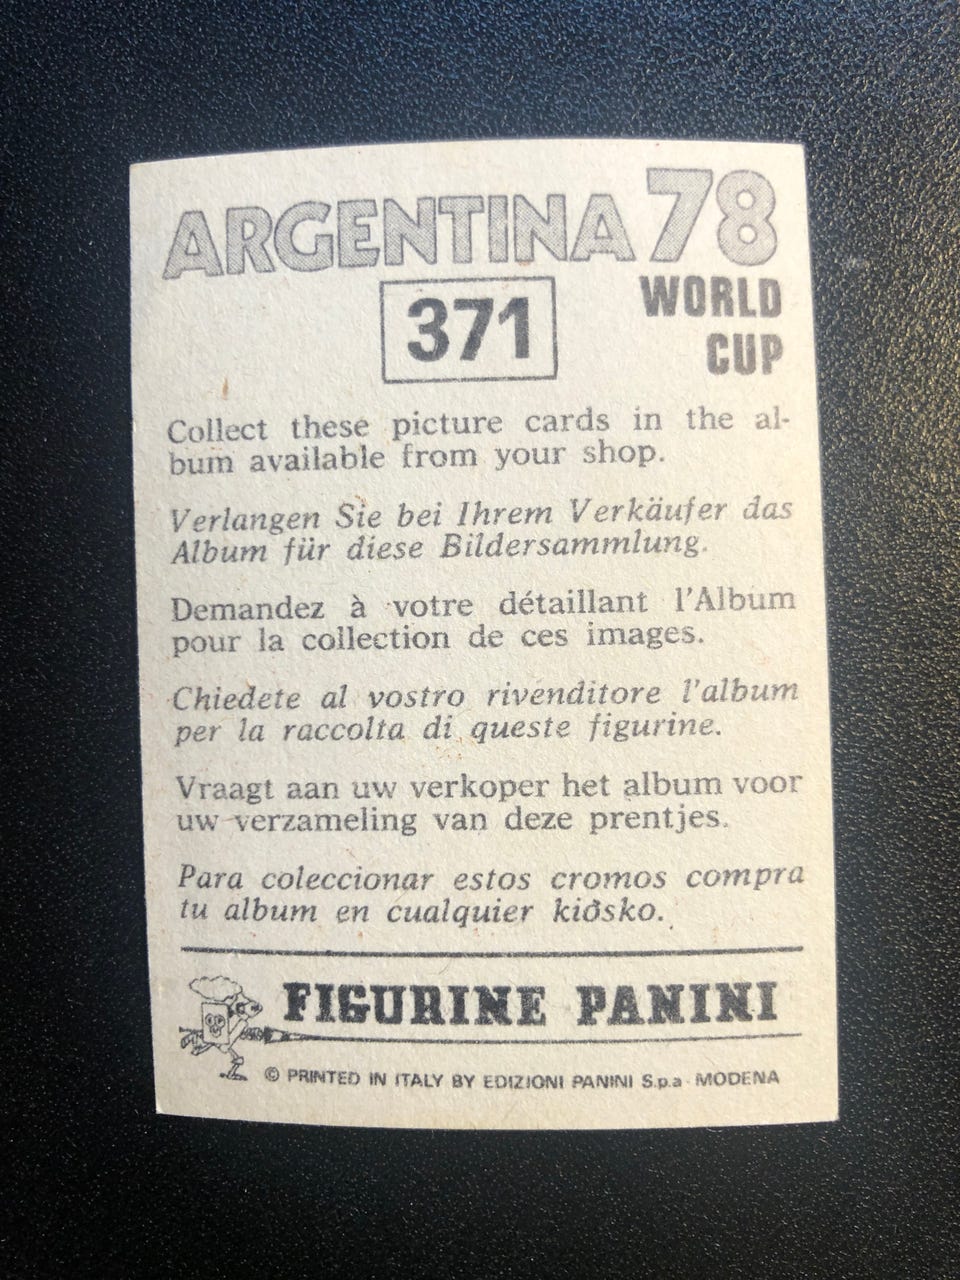 ARGENTINA 78
WORLD
CUP
371
Collect these picture cards in the al-
bum available from your shop.
Verlangen Sie bei Ihrem Verkäufer das
Album für diese Bildersammlung.
Demandez à votre détaillant l'Album
pour la collection de ces images.
Chiedete al vostro rivenditore l'album
per la raccolta di queste figurine.
Vraagt aan uw verkoper het album voor
uw verzameling van deze prentjes.
Para coleccionar estos cromos compra
tu album en cualquier kiosko.
FIGURINE PANINI
© PRINTED IN ITALY BY EDIZIONI PANINI S.p.a - MODENA